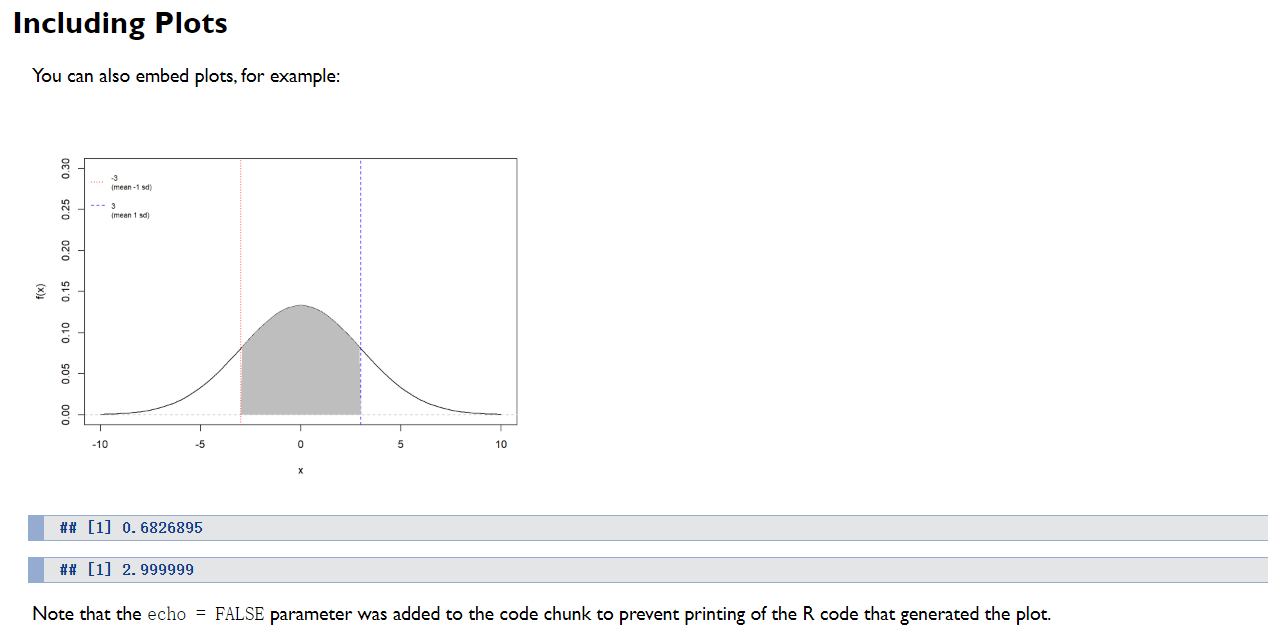 Including Plots
You can also embed plots, for example:
0.30
0.25
0.20
0.15
0.10
0.05
0.00
f(x)
-3
(mean -1 sd)
3
(mean 1 sd)
-10 -5 0 5 10
x
## [1] 0.6826895
## [1] 2.999999
Note that the echo = FALSE parameter was added to the code chunk to prevent printing of the R code that generated the plot.